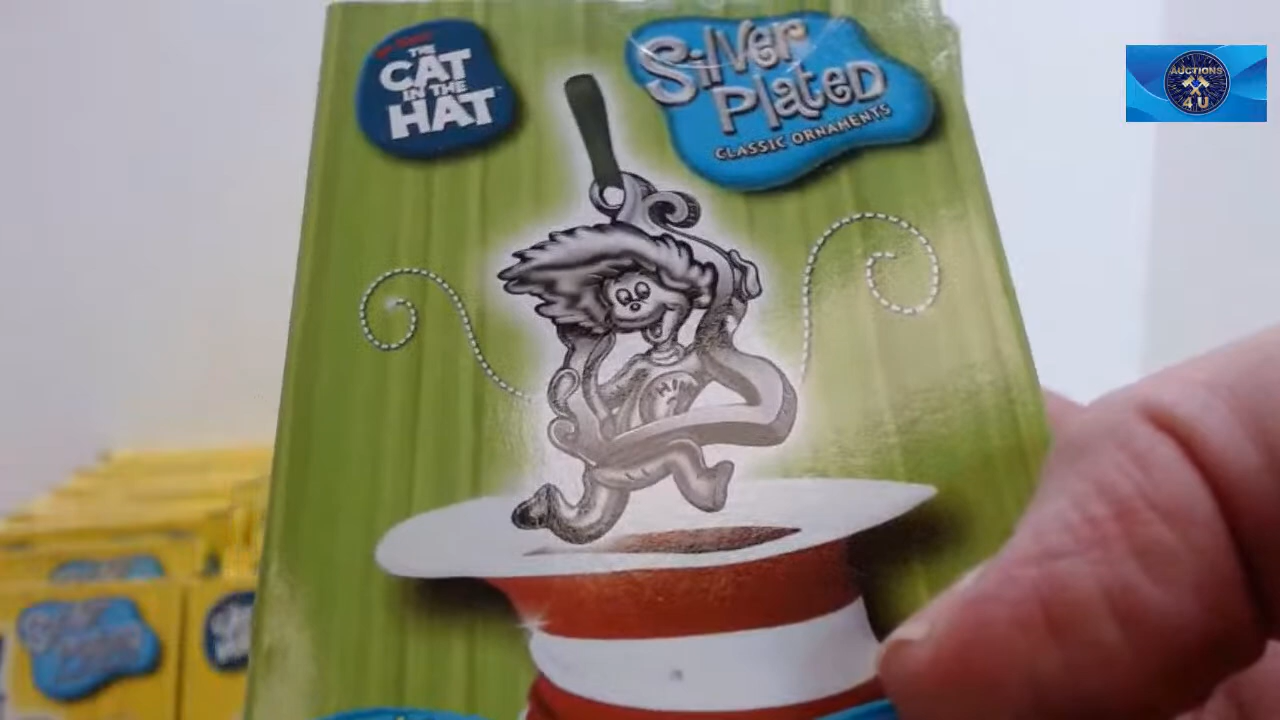 THE
CAT
IN THE
HAT
Silver
Plated
CLASSIC ORNAMENTS
AUCTIONS
4 U